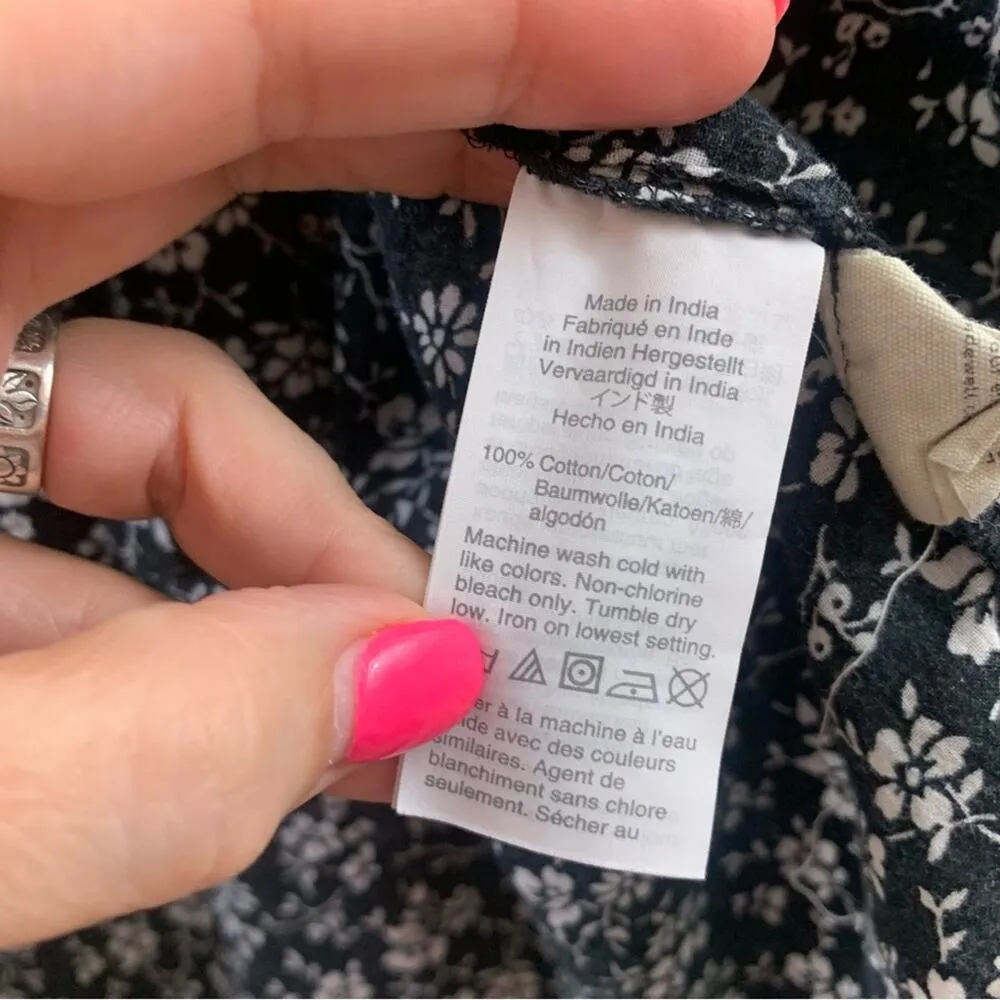 Made in India
Fabriqué en Inde
in Indien Hergestellt
Vervaardigd in India
インド製
Hecho en India
100% Cotton/Coton/
Baumwolle/Katoen/綿/
algodón
Machine wash cold with
like colors. Non-chlorine
bleach only. Tumble dry
low. Iron on lowest setting.
er à la machine à l'eau
ide avec des couleurs
similaires. Agent de
blanchiment sans chlore
seulement. Sécher au